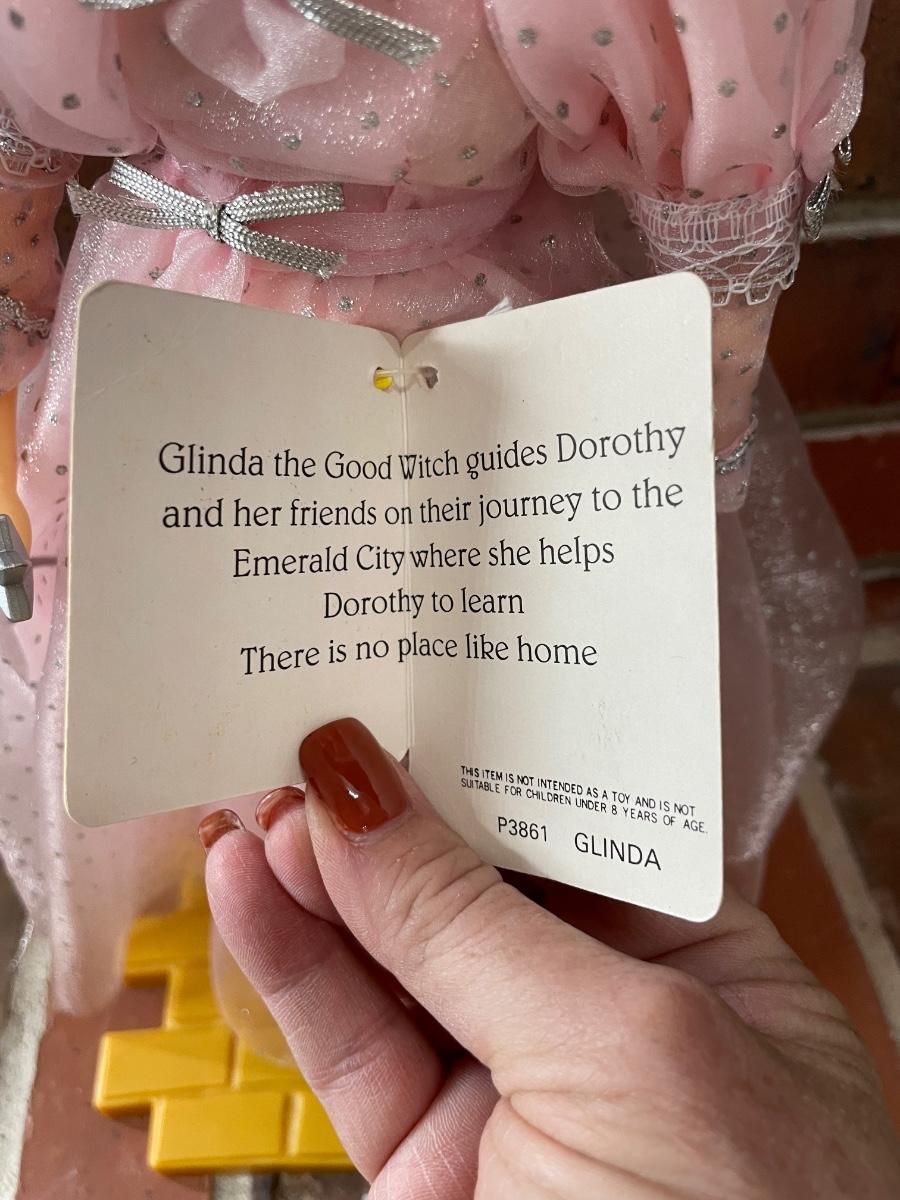 Glinda the Good Witch guides Dorothy
and her friends on their journey to the
Emerald City where she helps
Dorothy to learn
There is no place like home
THIS ITEM IS NOT INTENDED AS A TOY AND IS NOT
SUITABLE FOR CHILDREN UNDER 8 YEARS OF AGE.
P3861 GLINDA